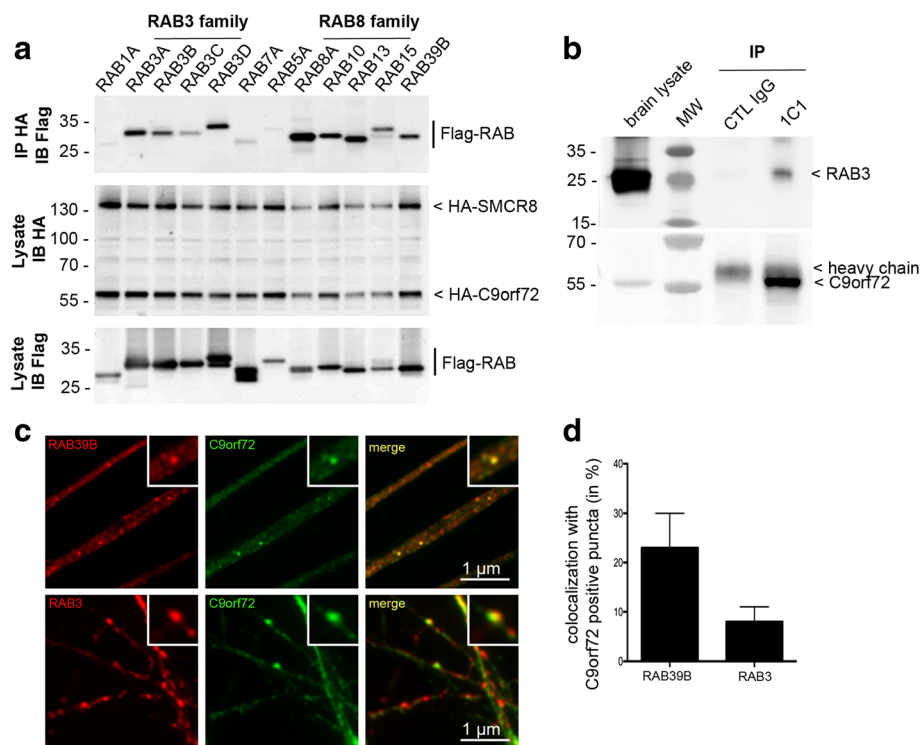 a
RAB3 family
RAB8 family
RAB1A
RAB3A
RAB3B
RAB3C
RAB3D
RAB7A
RAB5A
RAB8A
RAB10
RAB13
RAB15
RAB39B
IP HA
IB Flag
35 -
25 -
Flag-RAB
Lysate
IB HA
130 -
100 -
70 -
55 -
< HA-SMCR8
< HA-C9orf72
Lysate
IB Flag
35 -
25 -
Flag-RAB
b
IP
brain lysate
MW
CTL IgG
1C1
35 -
25 -
15-
< RAB3
70 -
55 -
< heavy chain
< C9orf72
c
RAB39B
C9orf72
merge
1 µm
RAB3
C9orf72
merge
1 µm
d
colocalization with
C9orf72 positive puncta (in %)
40
30
20
10
0
RAB39B
RAB3